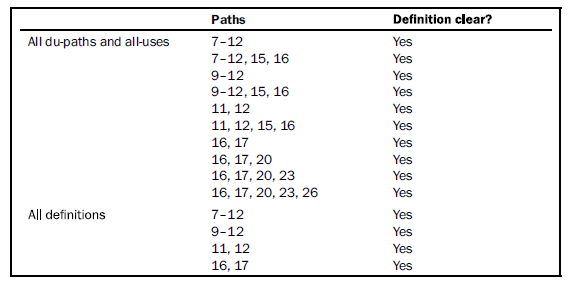 Paths Definition clear?
All du-paths and all-uses 7–12 Yes
7–12, 15, 16 Yes
9–12 Yes
9–12, 15, 16 Yes
11, 12 Yes
11, 12, 15, 16 Yes
16, 17 Yes
16, 17, 20 Yes
16, 17, 20, 23 Yes
16, 17, 20, 23, 26 Yes
All definitions 7–12 Yes
9–12 Yes
11, 12 Yes
16, 17 Yes